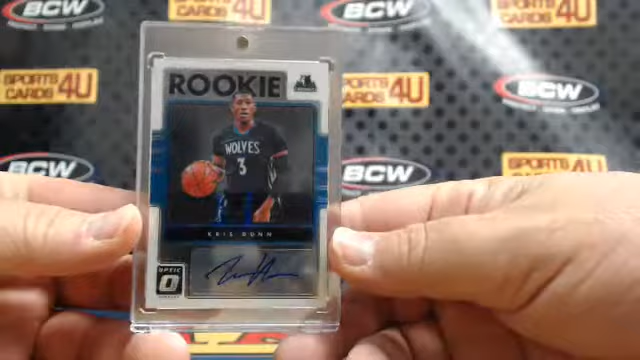 BCW
SPORTS
CARDS 4U
BCW
SPORTS
CARDS 4U
SPORTS
CARDS 4U
ROOKIE
SPORTS
CARDS 4U
BCW
WOLVES
3
BCW
BCW
KRIS DUNN
OPTIC